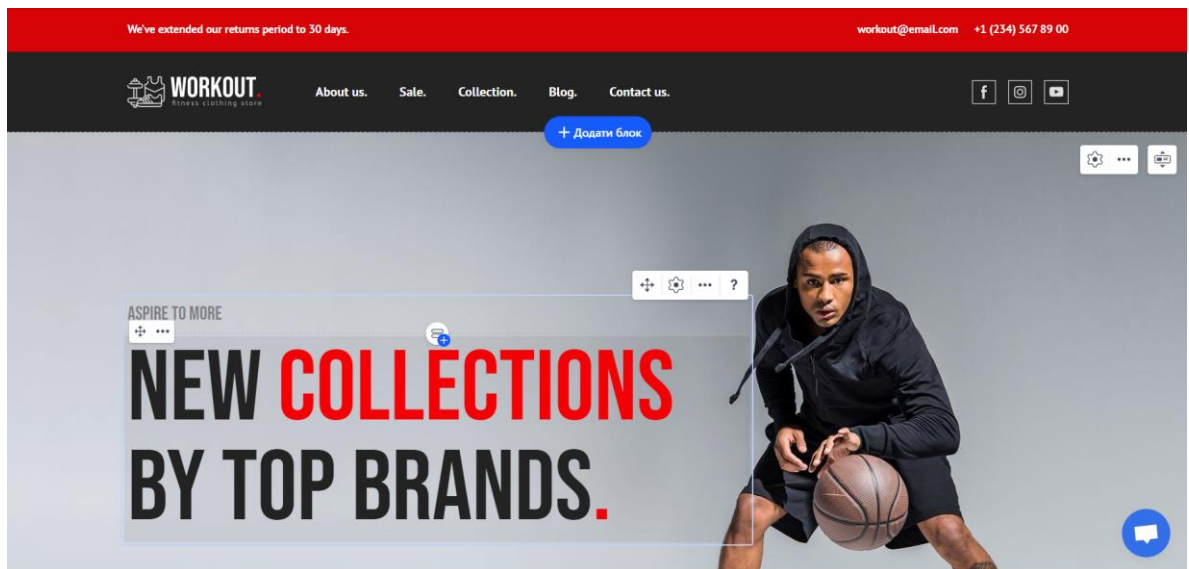 We've extended our returns period to 30 days.
workout@email.com +1 (234) 567 89 00
WORKOUT.
fitness clothing store
About us. Sale. Collection. Blog. Contact us.
Додати блок
ASPIRE TO MORE
?
NEW COLLECTIONS
BY TOP BRANDS.